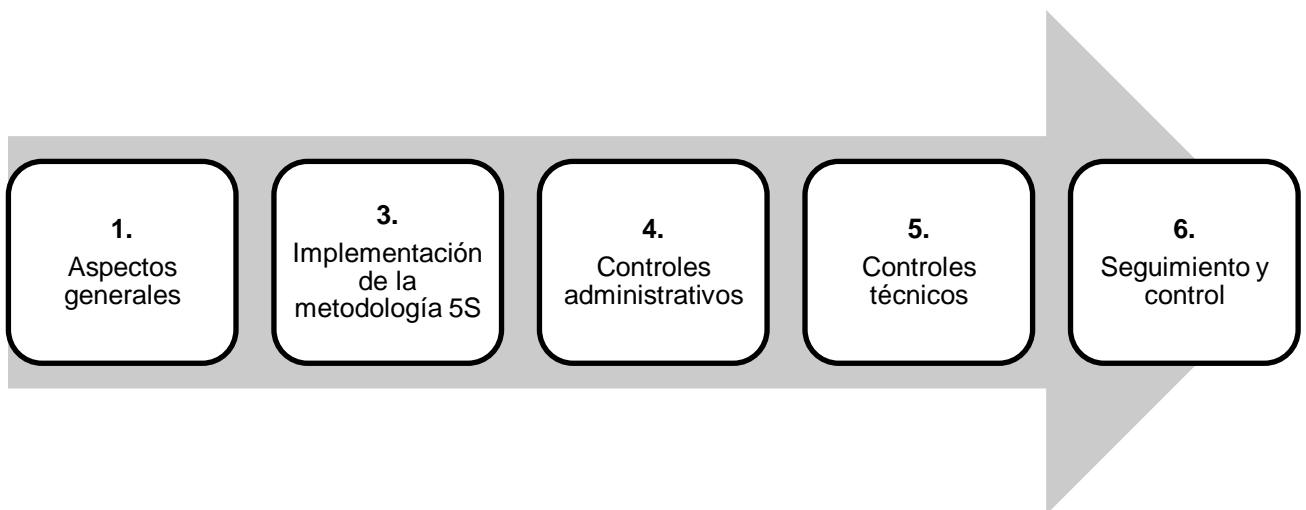 1.
Aspectos
generales
3.
Implementación
de la
metodología 5S
4.
Controles
administrativos
5.
Controles
técnicos
6.
Seguimiento y
control